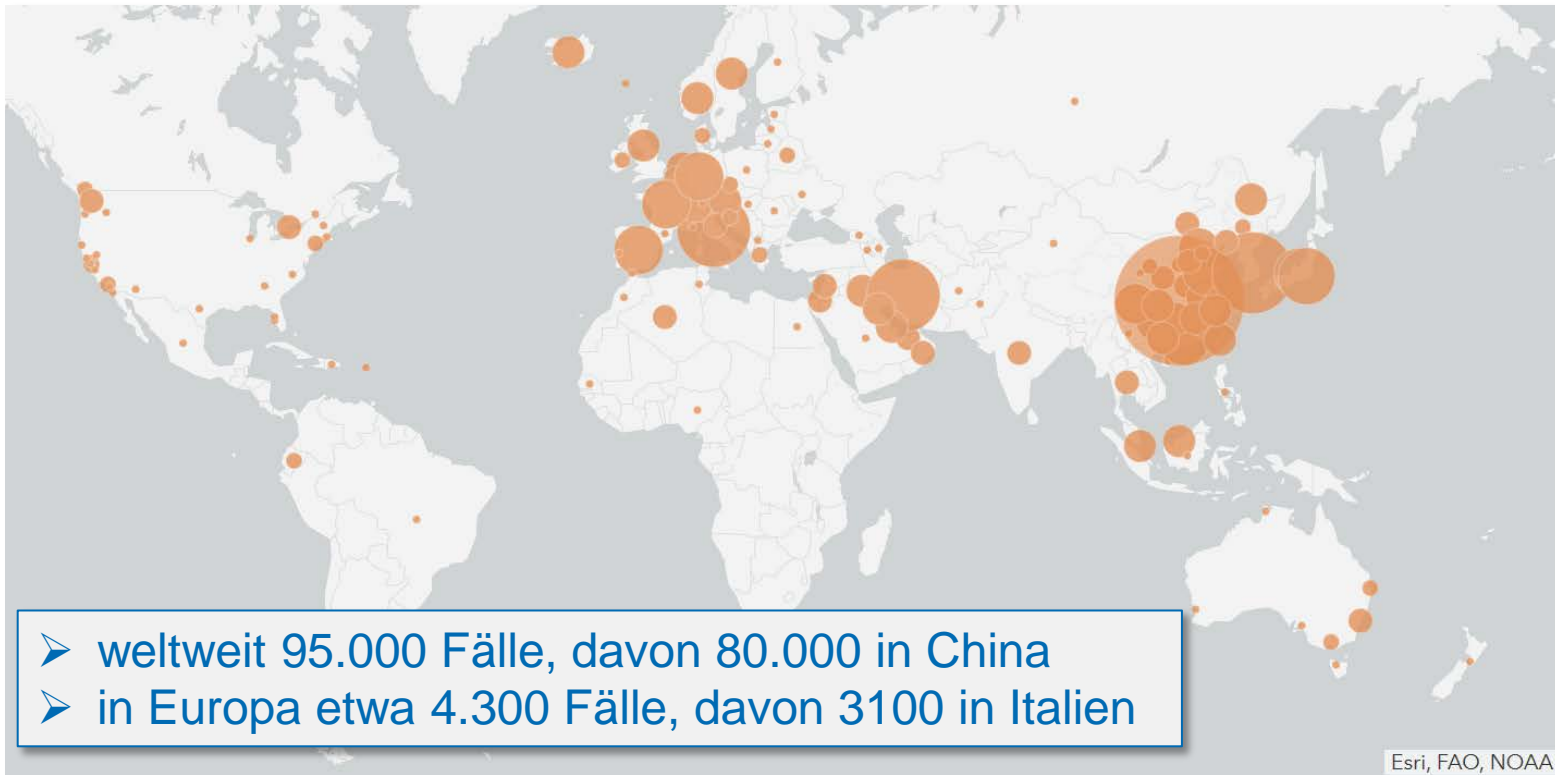 ➢ weltweit 95.000 Fälle, davon 80.000 in China
➢ in Europa etwa 4.300 Fälle, davon 3100 in Italien
Esri, FAO, NOAA